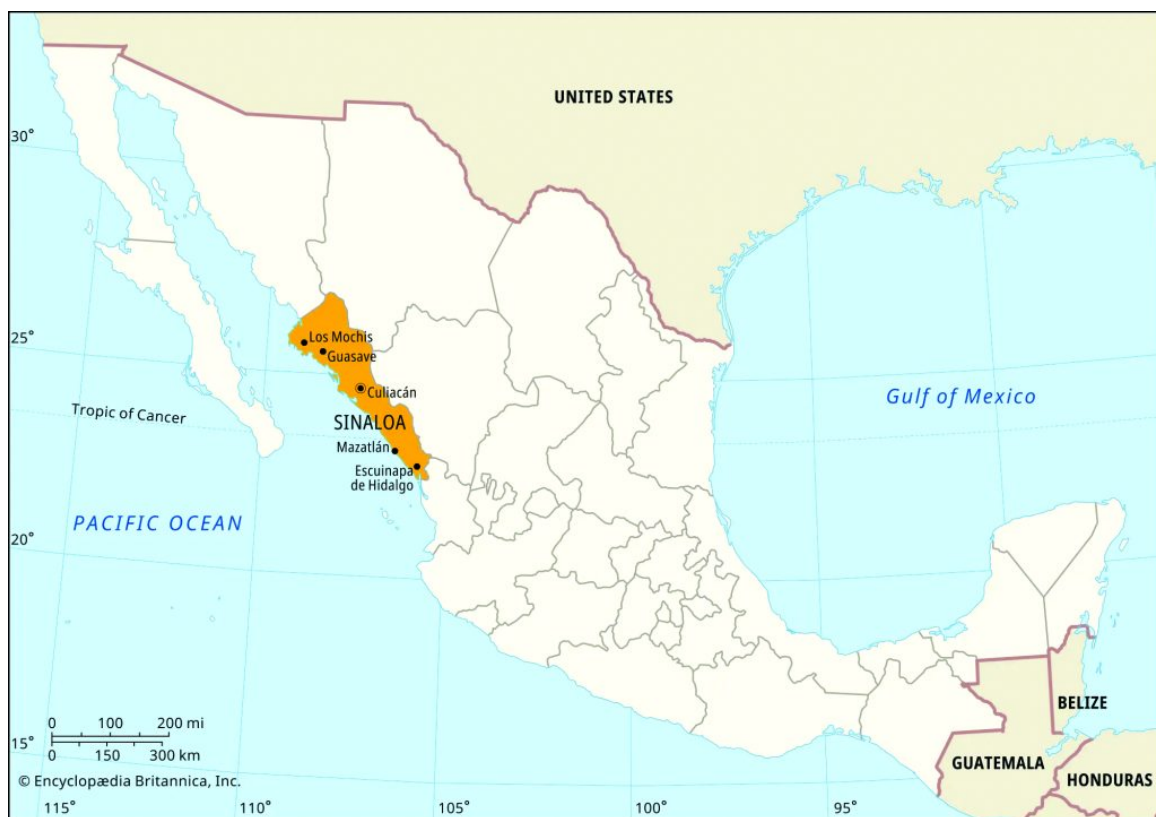 UNITED STATES
30°
25°
Los Mochis
Guasave
Culiacán
Gulf of Mexico
Tropic of Cancer
SINALOA
Mazatlán
Escuinapa
de Hidalgo
PACIFIC OCEAN
20°
BELIZE
0 100 200 mi
0 150 300 km
15°
GUATEMALA
HONDURAS
© Encyclopædia Britannica, Inc.
115° 110° 105° 100° 95°